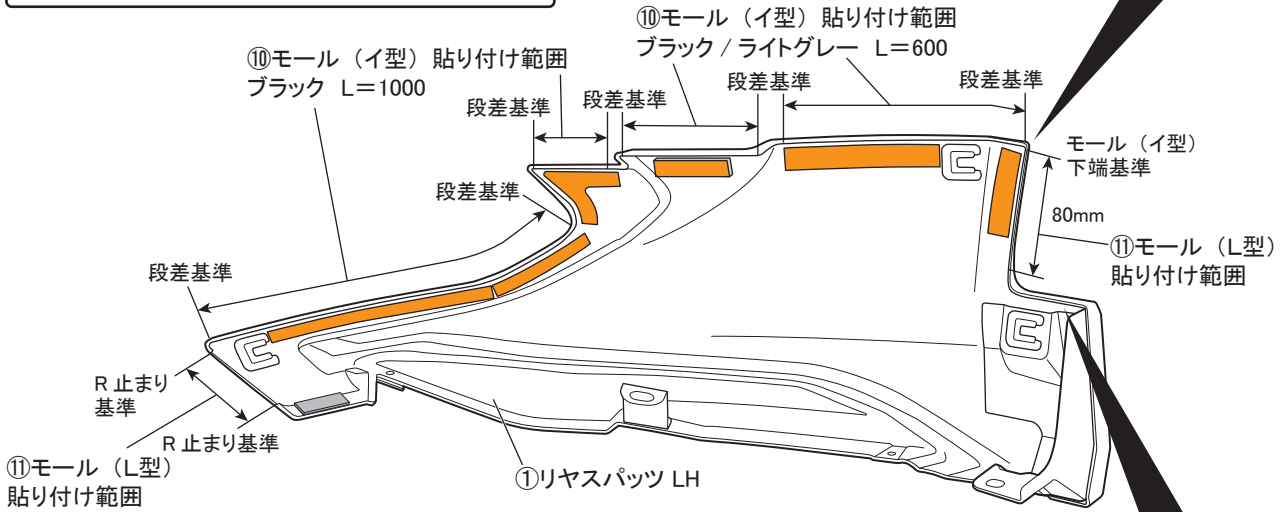 ⑩モール（イ型）貼り付け範囲
ブラック / ライトグレー L＝600
⑩モール（イ型）貼り付け範囲
ブラック L＝1000
段差基準
段差基準
段差基準
段差基準
モール（イ型）
下端基準
段差基準
80mm
⑪モール（L型）
貼り付け範囲
段差基準
R 止まり
基準
R 止まり基準
⑪モール（L型）
貼り付け範囲
①リヤスパッツ LH